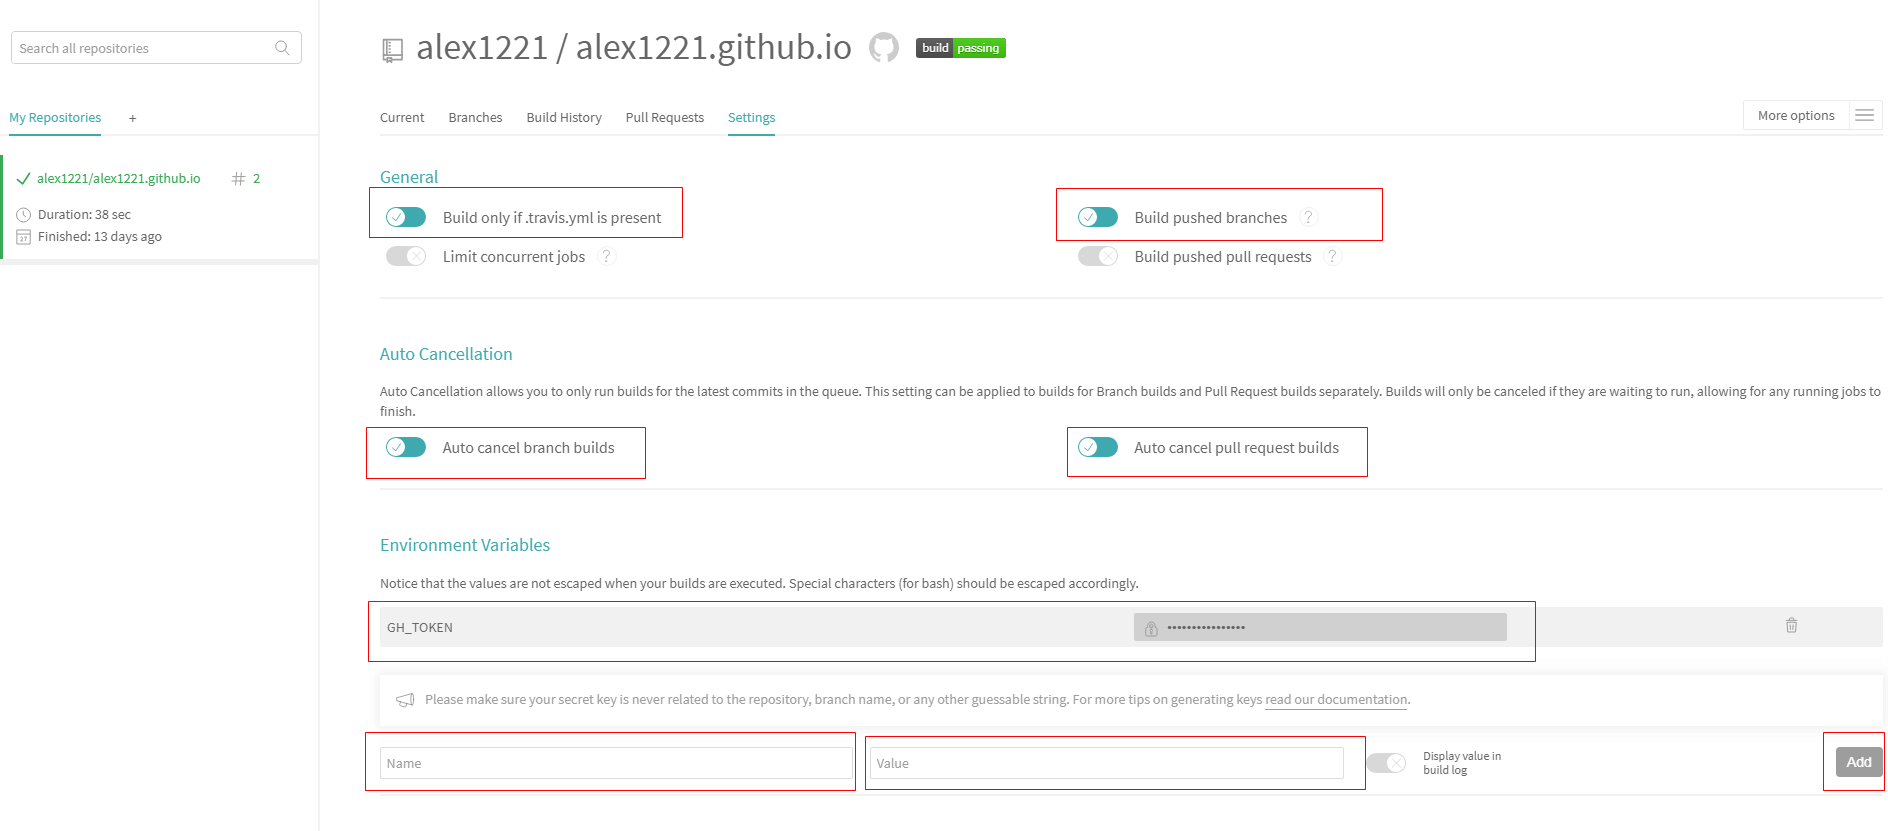 Search all repositories
My Repositories +
alex1221/alex1221.github.io # 2
Duration: 38 sec
27 Finished: 13 days ago
alex1221 / alex1221.github.io build passing
Current Branches Build History Pull Requests Settings More options
General
Build only if .travis.yml is present Build pushed branches ?
Limit concurrent jobs ? Build pushed pull requests ?
Auto Cancellation
Auto Cancellation allows you to only run builds for the latest commits in the queue. This setting can be applied to builds for Branch builds and Pull Request builds separately. Builds will only be canceled if they are waiting to run, allowing for any running jobs to
finish.
Auto cancel branch builds Auto cancel pull request builds
Environment Variables
Notice that the values are not escaped when your builds are executed. Special characters (for bash) should be escaped accordingly.
GH_TOKEN ••••••••••••••••
Please make sure your secret key is never related to the repository, branch name, or any other guessable string. For more tips on generating keys read our documentation.
Name Value Display value in
build log
Add